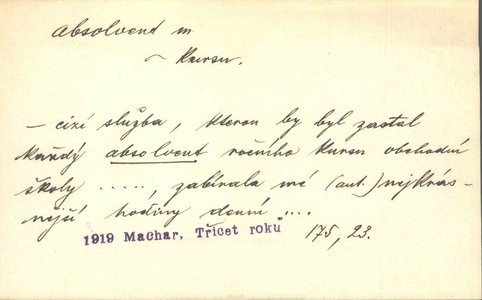 absolvent m
~ kursu.
– cizí služba, kterou by byl zastal
každý absolvent ročního kursu obchodní
školy ....., zabírala mé (aut.) nejkrás-
nější hodiny denní ....
1919 Machar, Třicet roků 175, 23.